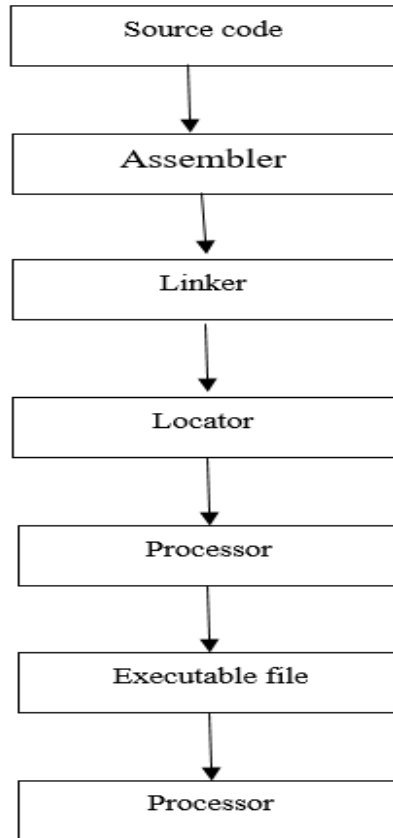 Source code
Assembler
Linker
Locator
Processor
Executable file
Processor